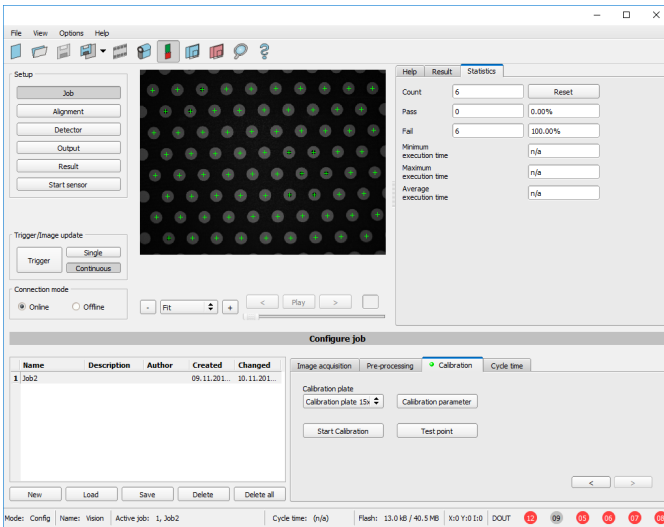 File View Options Help
Setup
Job
Alignment
Detector
Output
Result
Start sensor
Trigger/Image update
Trigger
Single
Continuous
Connection mode
Online Offline
- Fit +
< Play >
Help Result Statistics
Count 6 Reset
Pass 0 0.00%
Fail 6 100.00%
Minimum
execution time n/a
Maximum
execution time n/a
Average
execution time n/a
Configure job
Name Description Author Created Changed
1 Job2 09.11.201... 10.11.201...
New Load Save Delete Delete all
Image acquisition Pre-processing Calibration Cycle time
Calibration plate
Calibration plate 15x Calibration parameter
Start Calibration Test point
< >
Mode: Config Name: Vision Active job: 1, Job2 Cycle time: (n/a) Flash: 13.0 kB / 40.5 MB X:0 Y:0 I:0 DOUT 12 09 05 06 07 08